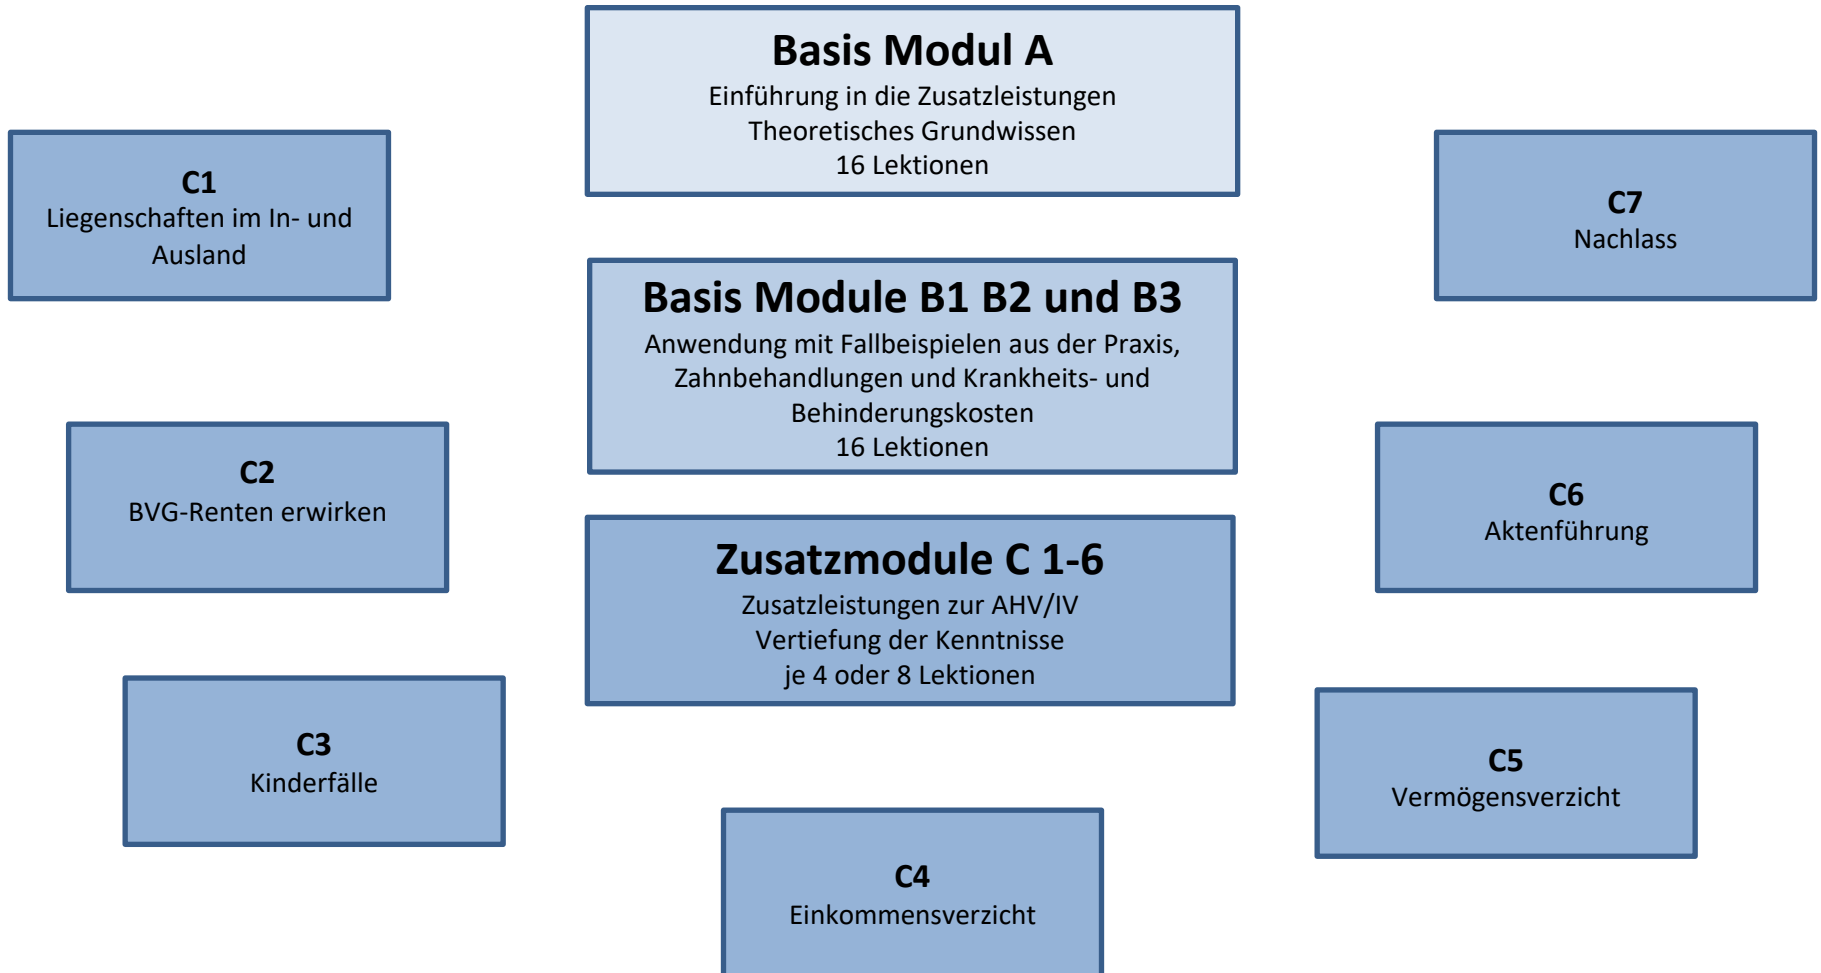 Basis Modul A
Einführung in die Zusatzleistungen
Theoretisches Grundwissen
16 Lektionen
C1
Liegenschaften im In- und
Ausland
C7
Nachlass
Basis Module B1 B2 und B3
Anwendung mit Fallbeispielen aus der Praxis,
Zahnbehandlungen und Krankheits- und
Behinderungskosten
16 Lektionen
C2
BVG-Renten erwirken
C6
Aktenführung
Zusatzmodule C 1-6
Zusatzleistungen zur AHV/IV
Vertiefung der Kenntnisse
je 4 oder 8 Lektionen
C3
Kinderfälle
C5
Vermögensverzicht
C4
Einkommensverzicht